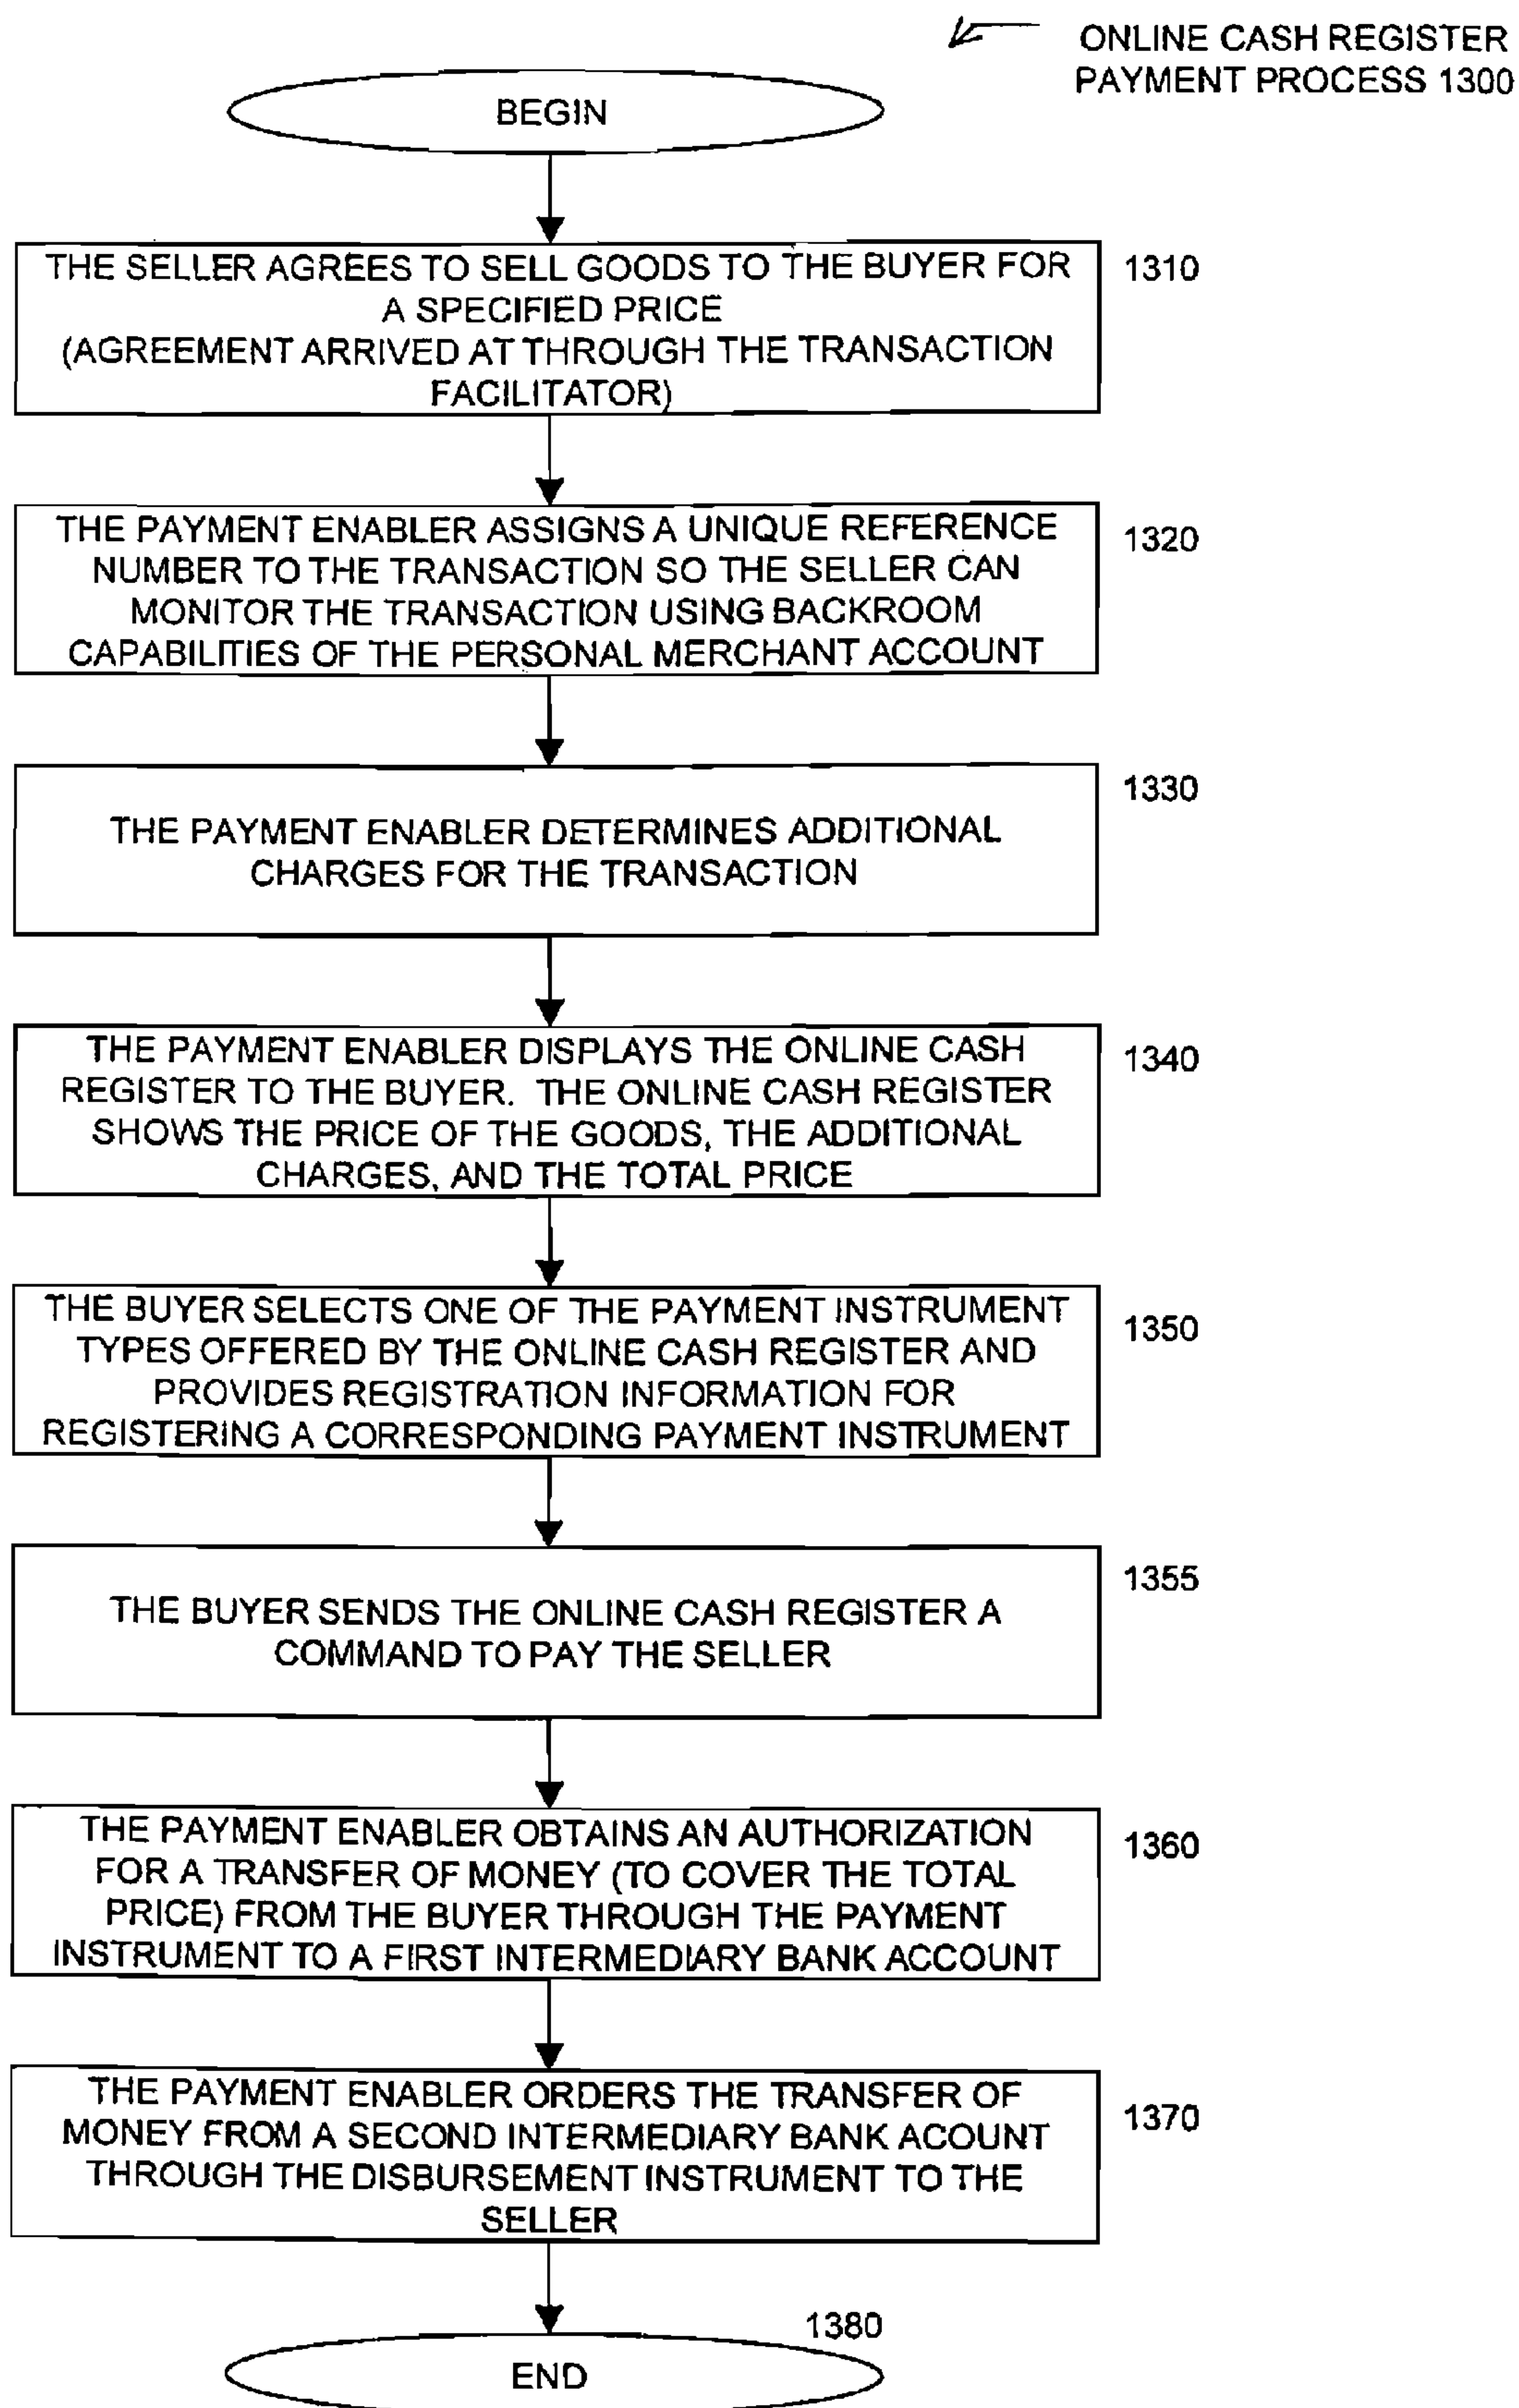 ONLINE CASH REGISTER
PAYMENT PROCESS 1300
BEGIN
THE SELLER AGREES TO SELL GOODS TO THE BUYER FOR
A SPECIFIED PRICE
(AGREEMENT ARRIVED AT THROUGH THE TRANSACTION
FACILITATOR)
1310
THE PAYMENT ENABLER ASSIGNS A UNIQUE REFERENCE
NUMBER TO THE TRANSACTION SO THE SELLER CAN
MONITOR THE TRANSACTION USING BACKROOM
CAPABILITIES OF THE PERSONAL MERCHANT ACCOUNT
1320
THE PAYMENT ENABLER DETERMINES ADDITIONAL
CHARGES FOR THE TRANSACTION
1330
THE PAYMENT ENABLER DISPLAYS THE ONLINE CASH
REGISTER TO THE BUYER. THE ONLINE CASH REGISTER
SHOWS THE PRICE OF THE GOODS, THE ADDITIONAL
CHARGES, AND THE TOTAL PRICE
1340
THE BUYER SELECTS ONE OF THE PAYMENT INSTRUMENT
TYPES OFFERED BY THE ONLINE CASH REGISTER AND
PROVIDES REGISTRATION INFORMATION FOR
REGISTERING A CORRESPONDING PAYMENT INSTRUMENT
1350
THE BUYER SENDS THE ONLINE CASH REGISTER A
COMMAND TO PAY THE SELLER
1355
THE PAYMENT ENABLER OBTAINS AN AUTHORIZATION
FOR A TRANSFER OF MONEY (TO COVER THE TOTAL
PRICE) FROM THE BUYER THROUGH THE PAYMENT
INSTRUMENT TO A FIRST INTERMEDIARY BANK ACCOUNT
1360
THE PAYMENT ENABLER ORDERS THE TRANSFER OF
MONEY FROM A SECOND INTERMEDIARY BANK ACOUNT
THROUGH THE DISBURSEMENT INSTRUMENT TO THE
SELLER
1370
1380
END